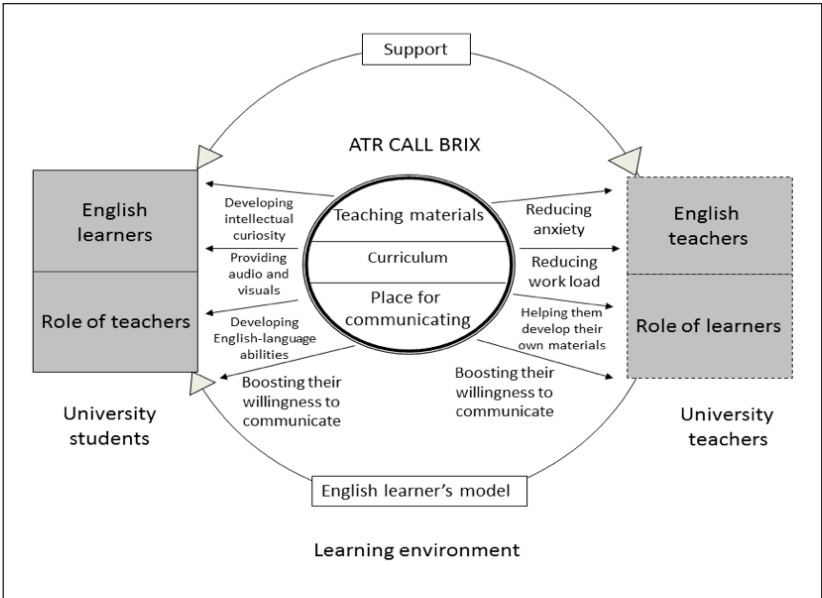 Support
ATR CALL BRIX
English
learners
Role of teachers
University
students
Developing
intellectual
curiosity
Providing
audio and
visuals
Developing
English-language
abilities
Boosting their
willingness to
communicate
Teaching materials
Curriculum
Place for
communicating
Reducing
anxiety
Reducing
work load
Helping them
develop their
own materials
Boosting their
willingness to
communicate
English
teachers
Role of learners
University
teachers
English learner’s model
Learning environment